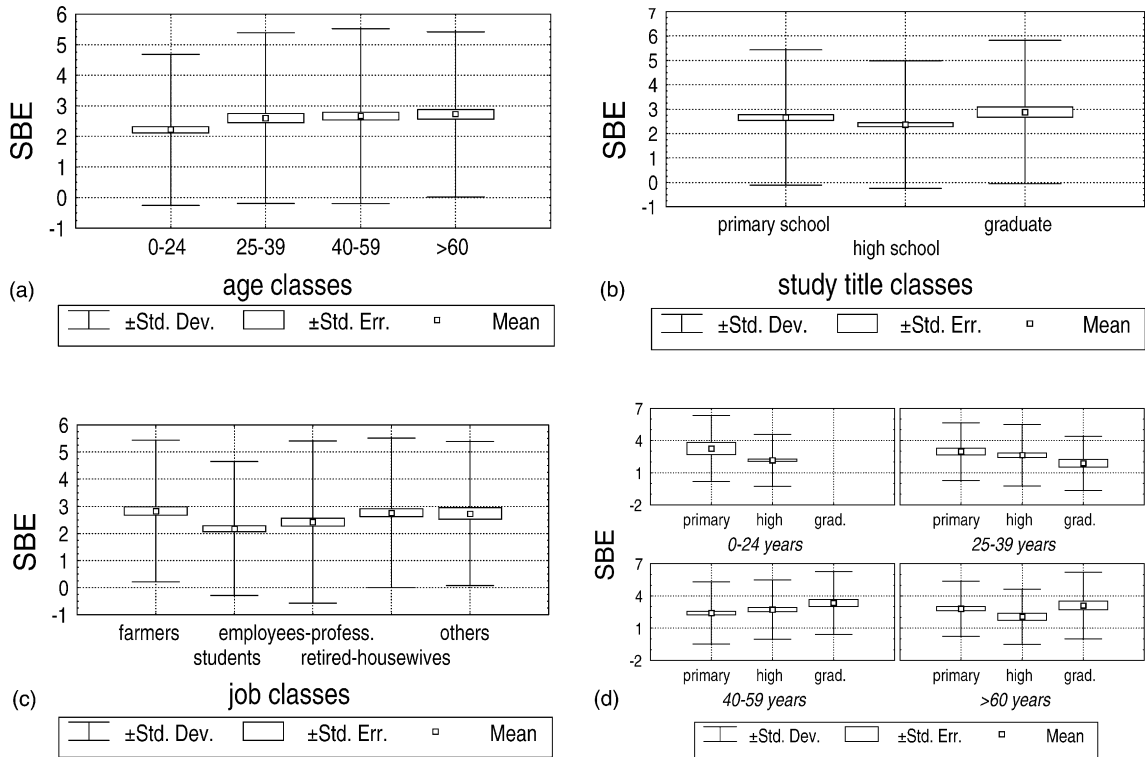 6
5
4
3
2
1
0
-1
SBE
0-24 25-39 40-59 >60
(a) age classes
±Std. Dev. ±Std. Err. Mean
7
6
5
4
3
2
1
0
-1
SBE
primary school graduate
high school
(b) study title classes
±Std. Dev. ±Std. Err. Mean
6
5
4
3
2
1
0
-1
SBE
farmers employees-profess. others
students retired-housewives
(c) job classes
±Std. Dev. ±Std. Err. Mean
7
4
1
-2
primary high grad. primary high grad.
0-24 years 25-39 years
SBE
7
4
1
-2
primary high grad. primary high grad.
(d) 40-59 years >60 years
±Std. Dev. ±Std. Err. Mean